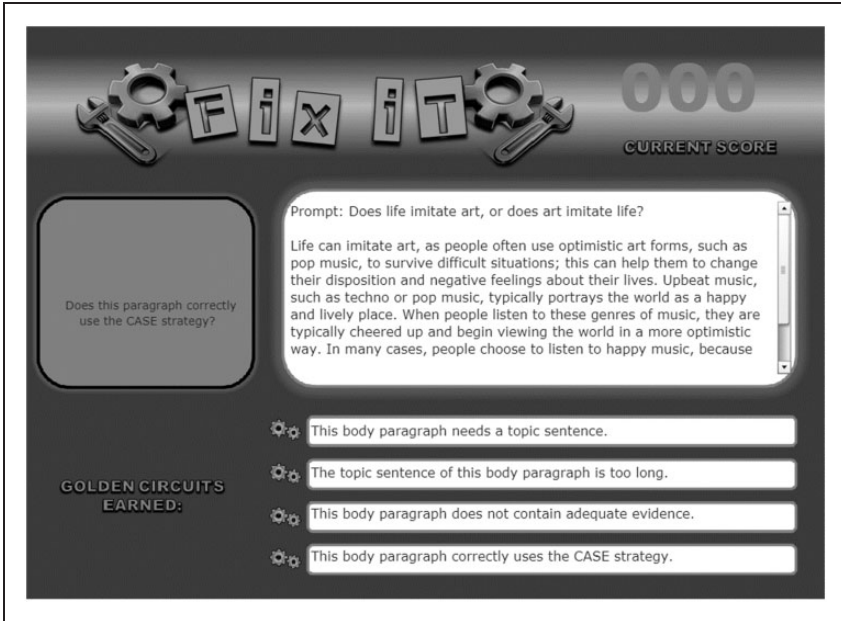 Fix iT
000
CURRENT SCORE
Does this paragraph correctly
use the CASE strategy?
Prompt: Does life imitate art, or does art imitate life?
Life can imitate art, as people often use optimistic art forms, such as
pop music, to survive difficult situations; this can help them to change
their disposition and negative feelings about their lives. Upbeat music,
such as techno or pop music, typically portrays the world as a happy
and lively place. When people listen to these genres of music, they are
typically cheered up and begin viewing the world in a more optimistic
way. In many cases, people choose to listen to happy music, because
This body paragraph needs a topic sentence.
The topic sentence of this body paragraph is too long.
This body paragraph does not contain adequate evidence.
This body paragraph correctly uses the CASE strategy.
GOLDEN CIRCUITS
EARNED: